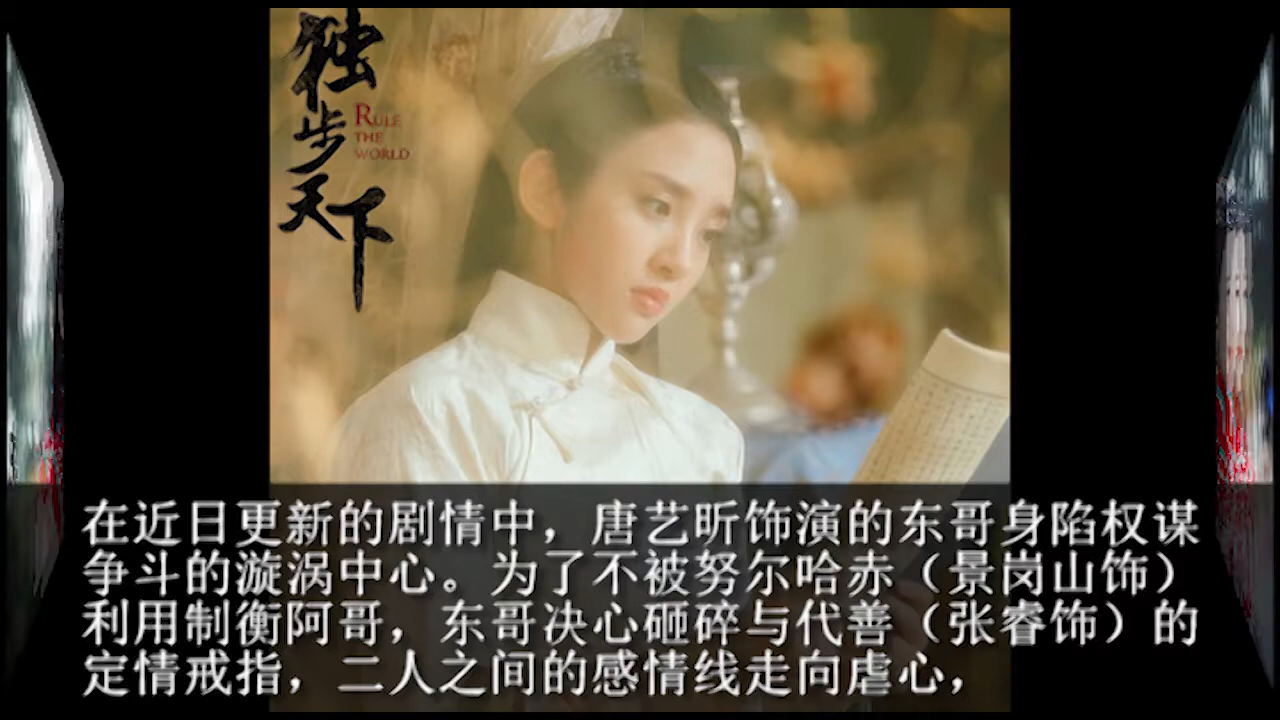 独步天下
RULE
THE
WORLD
在近日更新的剧情中，唐艺昕饰演的东哥身陷权谋
争斗的漩涡中心。为了不被努尔哈赤（景岗山饰）
利用制衡阿哥，东哥决心砸碎与代善（张睿饰）的
定情戒指，二人之间的感情线走向虐心，